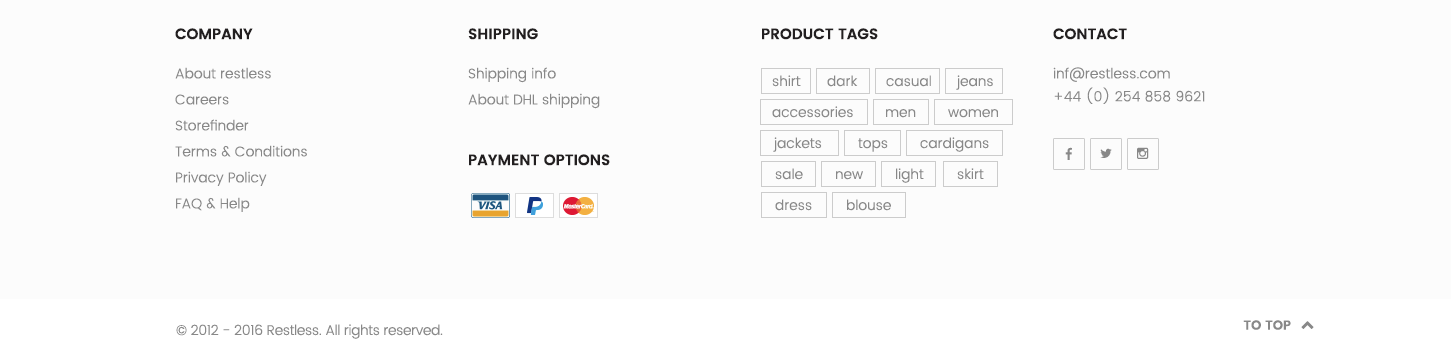 COMPANY
About restless
Careers
Storefinder
Terms & Conditions
Privacy Policy
FAQ & Help
SHIPPING
Shipping info
About DHL shipping
PAYMENT OPTIONS
VISA
MasterCard
PRODUCT TAGS
shirt dark casual jeans
accessories men women
jackets tops cardigans
sale new light skirt
dress blouse
CONTACT
inf@restless.com
+44 (0) 254 858 9621
© 2012 - 2016 Restless. All rights reserved.
TO TOP